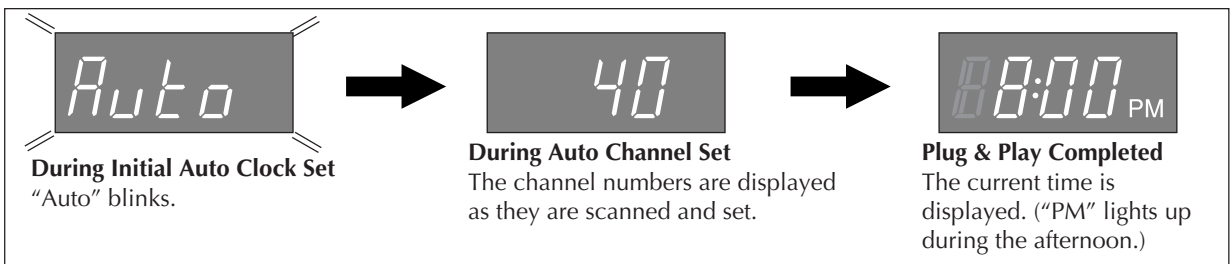 Auto
During Initial Auto Clock Set
“Auto” blinks.
40
During Auto Channel Set
The channel numbers are displayed
as they are scanned and set.
8:00 PM
Plug & Play Completed
The current time is
displayed. (“PM” lights up
during the afternoon.)